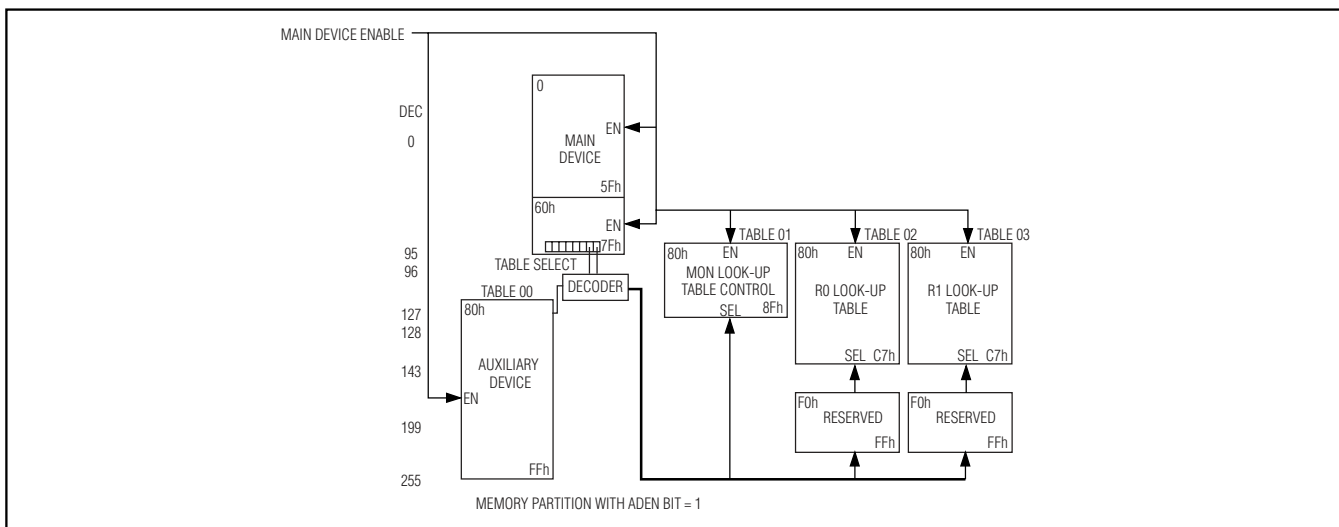 MAIN DEVICE ENABLE
DEC
0
95
96
127
128
143
199
255
0
EN
MAIN
DEVICE
5Fh
60h
EN
7Fh
TABLE SELECT
DECODER
TABLE 00
80h
AUXILIARY
DEVICE
EN
FFh
TABLE 01
80h
EN
MON LOOK-UP
TABLE CONTROL
SEL
8Fh
TABLE 02
80h
EN
R0 LOOK-UP
TABLE
SEL C7h
F0h
RESERVED
FFh
TABLE 03
80h
EN
R1 LOOK-UP
TABLE
SEL C7h
F0h
RESERVED
FFh
MEMORY PARTITION WITH ADEN BIT = 1